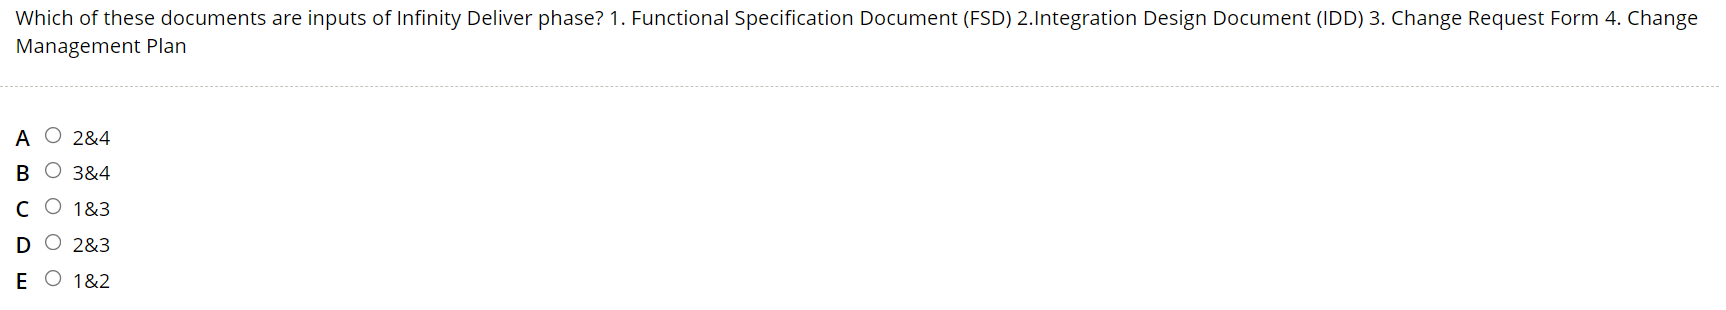 Which of these documents are inputs of Infinity Deliver phase? 1. Functional Specification Document (FSD) 2.Integration Design Document (IDD) 3. Change Request Form 4. Change
Management Plan
A 2&4
B 3&4
C 1&3
D 2&3
E 1&2